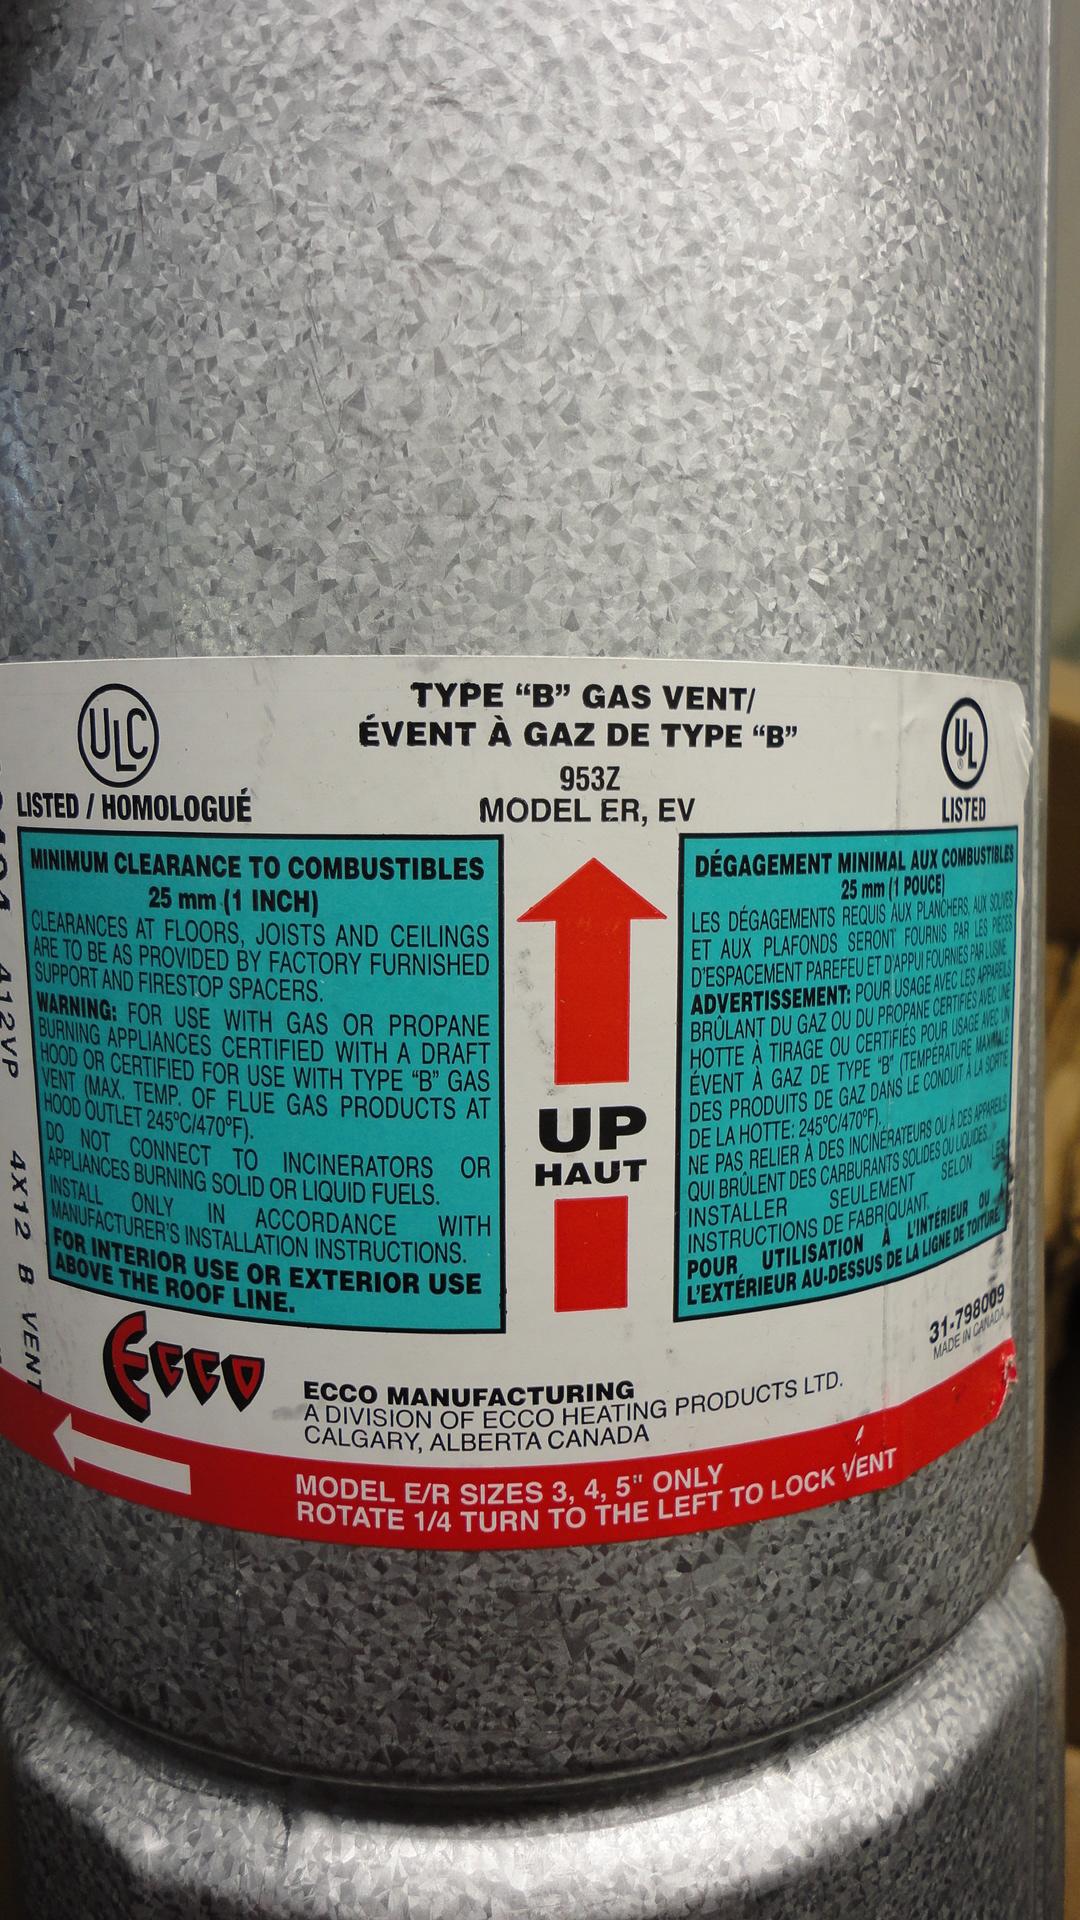 ULC
LISTED / HOMOLOGUÉ
TYPE “B” GAS VENT/
ÉVENT À GAZ DE TYPE “B”
953Z
MODEL ER, EV
UL
LISTED
MINIMUM CLEARANCE TO COMBUSTIBLES
25 mm (1 INCH)
CLEARANCES AT FLOORS, JOISTS AND CEILINGS
ARE TO BE AS PROVIDED BY FACTORY FURNISHED
SUPPORT AND FIRESTOP SPACERS.
WARNING: FOR USE WITH GAS OR PROPANE
BURNING APPLIANCES CERTIFIED WITH A DRAFT
HOOD OR CERTIFIED FOR USE WITH TYPE “B” GAS
VENT (MAX. TEMP. OF FLUE GAS PRODUCTS AT
HOOD OUTLET 245ºC/470ºF).
DO NOT CONNECT TO INCINERATORS OR
APPLIANCES BURNING SOLID OR LIQUID FUELS.
INSTALL ONLY IN ACCORDANCE WITH
MANUFACTURER'S INSTALLATION INSTRUCTIONS.
FOR INTERIOR USE OR EXTERIOR USE
ABOVE THE ROOF LINE.
UP
HAUT
DÉGAGEMENT MINIMAL AUX COMBUSTIBLES
25 mm (1 POUCE)
LES DÉGAGEMENTS REQUIS AUX PLANCHERS, AUX SOLIVES
ET AUX PLAFONDS SERONT FOURNIS PAR LES PIÈCES
D'ESPACEMENT PAREFEU ET D'APPUI FOURNIES PAR L'USINE.
ADVERTISSEMENT: POUR USAGE AVEC LES APPAREILS
BRÛLANT DU GAZ OU DU PROPANE CERTIFIÉS AVEC UNE
HOTTE À TIRAGE OU CERTIFIÉS POUR USAGE AVEC UN
ÉVENT À GAZ DE TYPE “B” (TEMPÉRATURE MAXIMALE
DES PRODUITS DE GAZ DANS LE CONDUIT À LA SORTIE
DE LA HOTTE: 245ºC/470ºF).
NE PAS RELIER À DES INCINÉRATEURS OU À DES APPAREILS
QUI BRÛLENT DES CARBURANTS SOLIDES OU LIQUIDES.
INSTALLER SEULEMENT SELON LES
INSTRUCTIONS DE FABRIQUANT.
POUR UTILISATION À L'INTÉRIEUR OU
L'EXTÉRIEUR AU-DESSUS DE LA LIGNE DE TOITURE.
412VP 4X12 B VENT
31-798009
MADE IN CANADA
ECCO
ECCO MANUFACTURING
A DIVISION OF ECCO HEATING PRODUCTS LTD.
CALGARY, ALBERTA CANADA
MODEL E/R SIZES 3, 4, 5" ONLY
ROTATE 1/4 TURN TO THE LEFT TO LOCK VENT